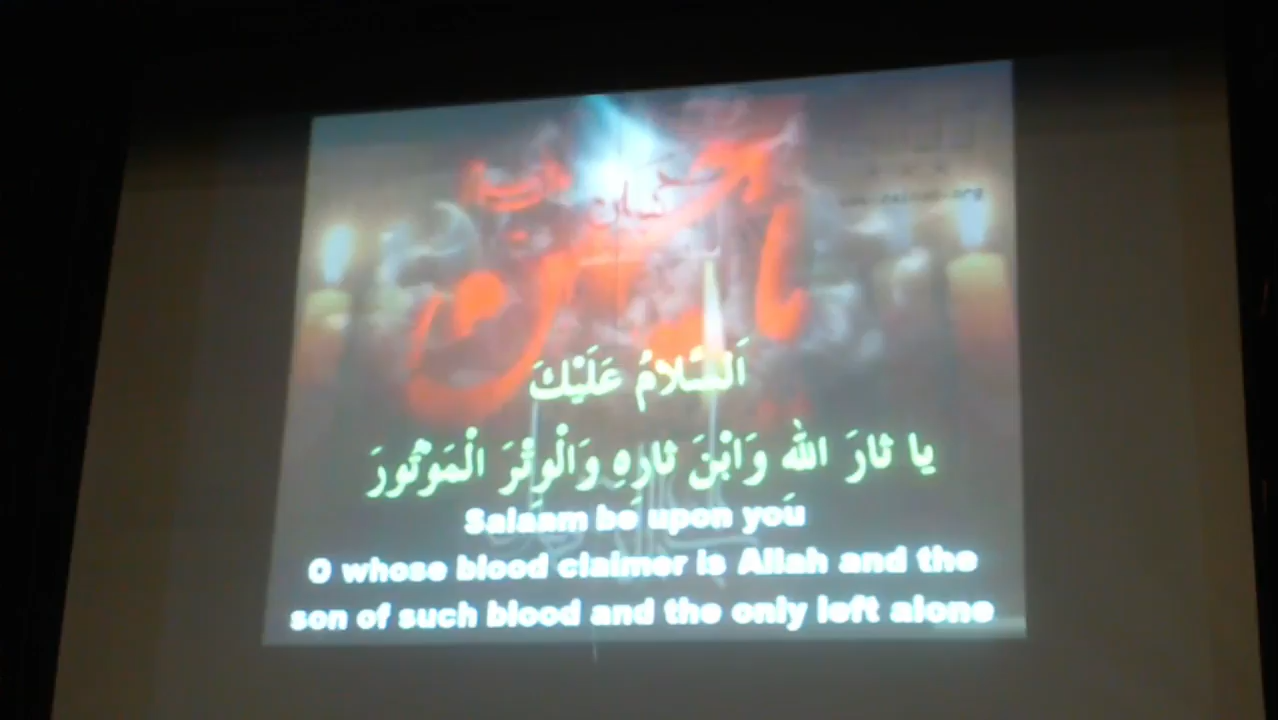 اَلسَّلامُ عَلَيْكَ
يا ثارَ الله وَابْنَ ثارِهِ وَالْوِتْرَ الْمَوْتُورَ
Salaam be upon you
O whose blood claimer is Allah and the
son of such blood and the only left alone